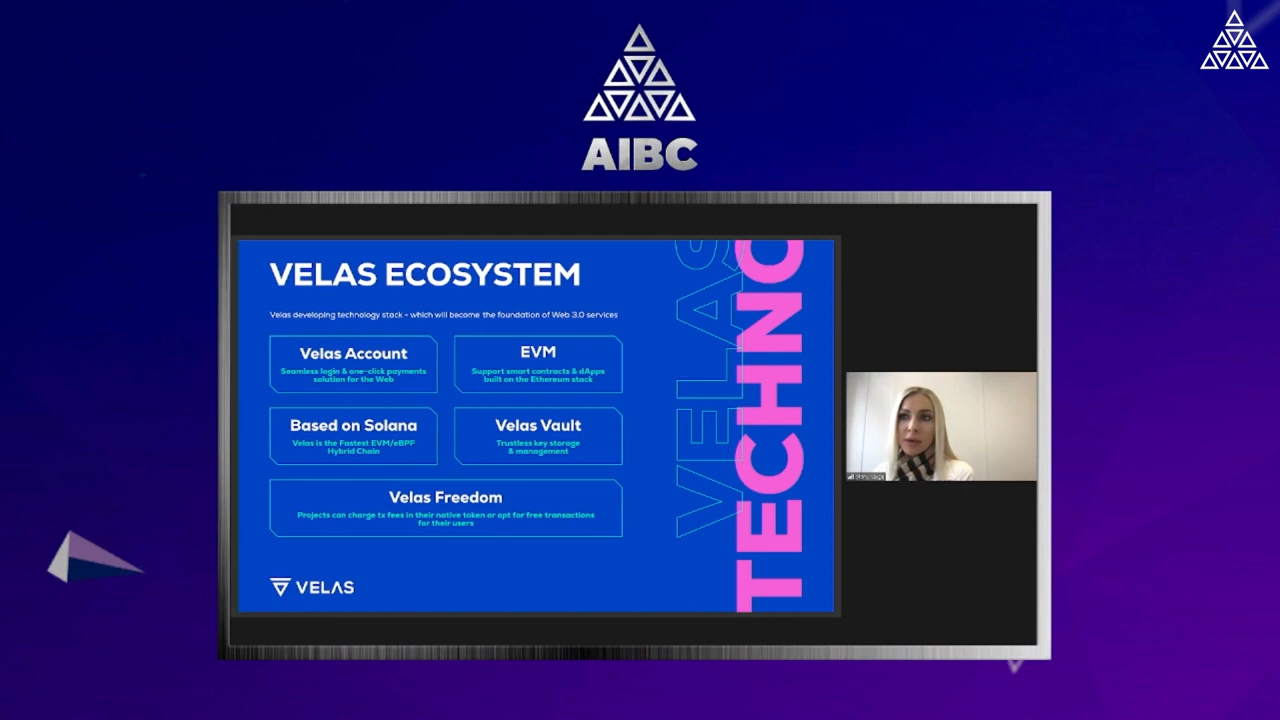 AIBC
VELAS ECOSYSTEM
Velas developing technology stack - which will become the foundation of Web 3.0 services
Velas Account
Seamless login & one-click payments
solution for the Web
EVM
Support smart contracts & dApps
built on the Ethereum stack
Based on Solana
Velas is the Fastest EVM/eBPF
Hybrid Chain
Velas Vault
Trustless key storage
& management
Velas Freedom
Projects can charge tx fees in their native token or opt for free transactions
for their users
VELAS
VELAS
TECHNO